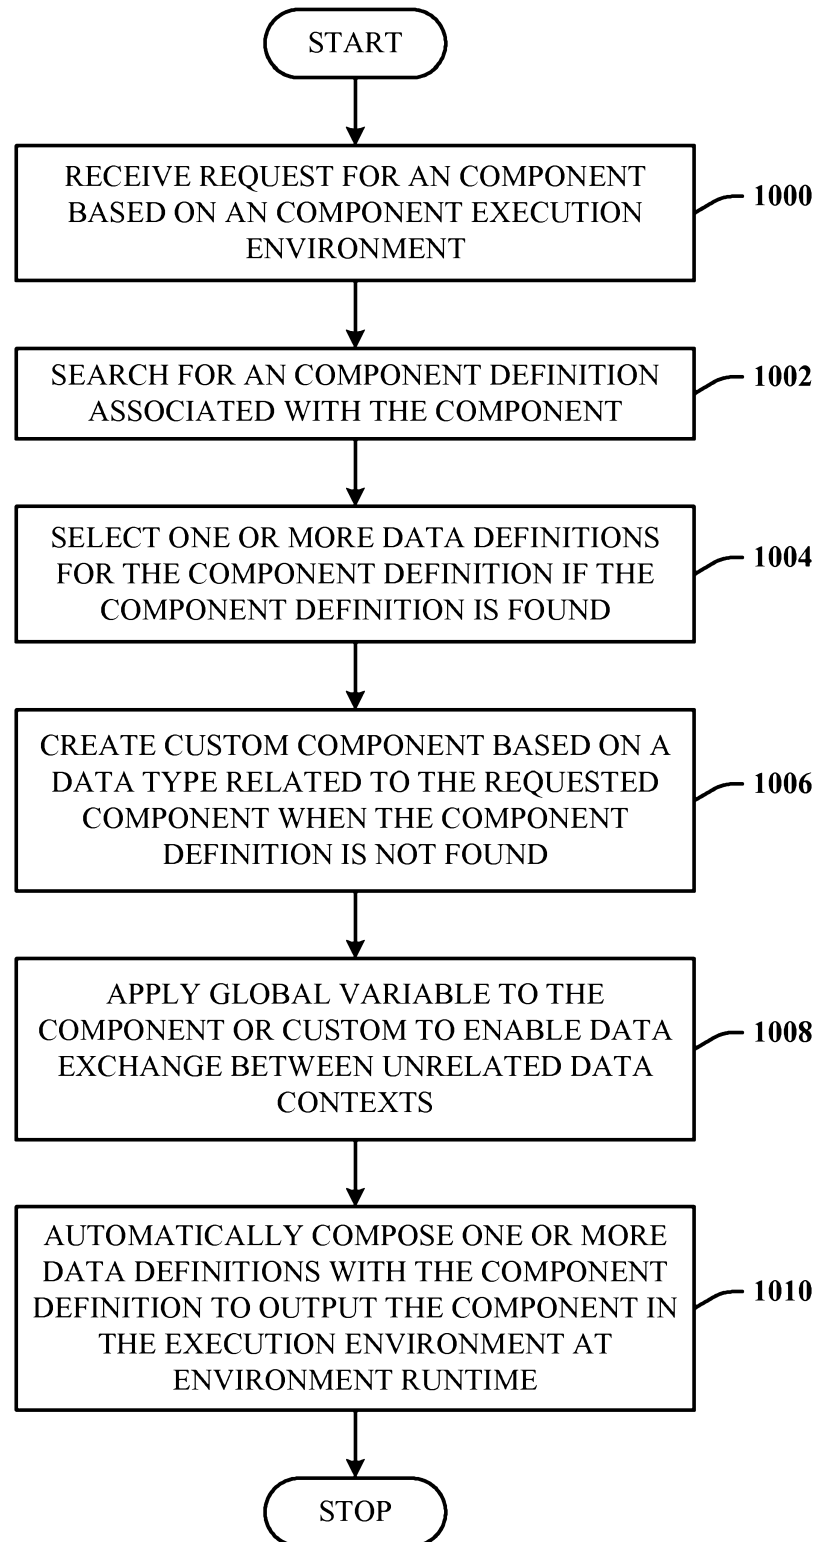 START
RECEIVE REQUEST FOR AN COMPONENT
BASED ON AN COMPONENT EXECUTION
ENVIRONMENT
1000
SEARCH FOR AN COMPONENT DEFINITION
ASSOCIATED WITH THE COMPONENT
1002
SELECT ONE OR MORE DATA DEFINITIONS
FOR THE COMPONENT DEFINITION IF THE
COMPONENT DEFINITION IS FOUND
1004
CREATE CUSTOM COMPONENT BASED ON A
DATA TYPE RELATED TO THE REQUESTED
COMPONENT WHEN THE COMPONENT
DEFINITION IS NOT FOUND
1006
APPLY GLOBAL VARIABLE TO THE
COMPONENT OR CUSTOM TO ENABLE DATA
EXCHANGE BETWEEN UNRELATED DATA
CONTEXTS
1008
AUTOMATICALLY COMPOSE ONE OR MORE
DATA DEFINITIONS WITH THE COMPONENT
DEFINITION TO OUTPUT THE COMPONENT IN
THE EXECUTION ENVIRONMENT AT
ENVIRONMENT RUNTIME
1010
STOP